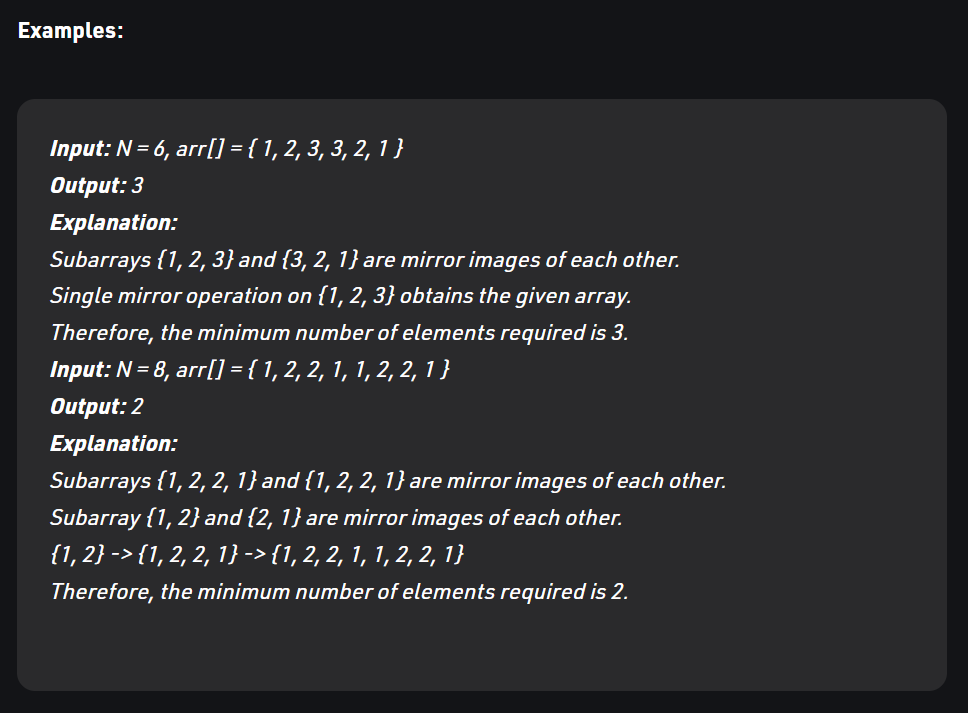 Examples:
Input: N = 6, arr[] = { 1, 2, 3, 3, 2, 1 }
Output: 3
Explanation:
Subarrays {1, 2, 3} and {3, 2, 1} are mirror images of each other.
Single mirror operation on {1, 2, 3} obtains the given array.
Therefore, the minimum number of elements required is 3.
Input: N = 8, arr[] = { 1, 2, 2, 1, 1, 2, 2, 1 }
Output: 2
Explanation:
Subarrays {1, 2, 2, 1} and {1, 2, 2, 1} are mirror images of each other.
Subarray {1, 2} and {2, 1} are mirror images of each other.
{1, 2} -> {1, 2, 2, 1} -> {1, 2, 2, 1, 1, 2, 2, 1}
Therefore, the minimum number of elements required is 2.